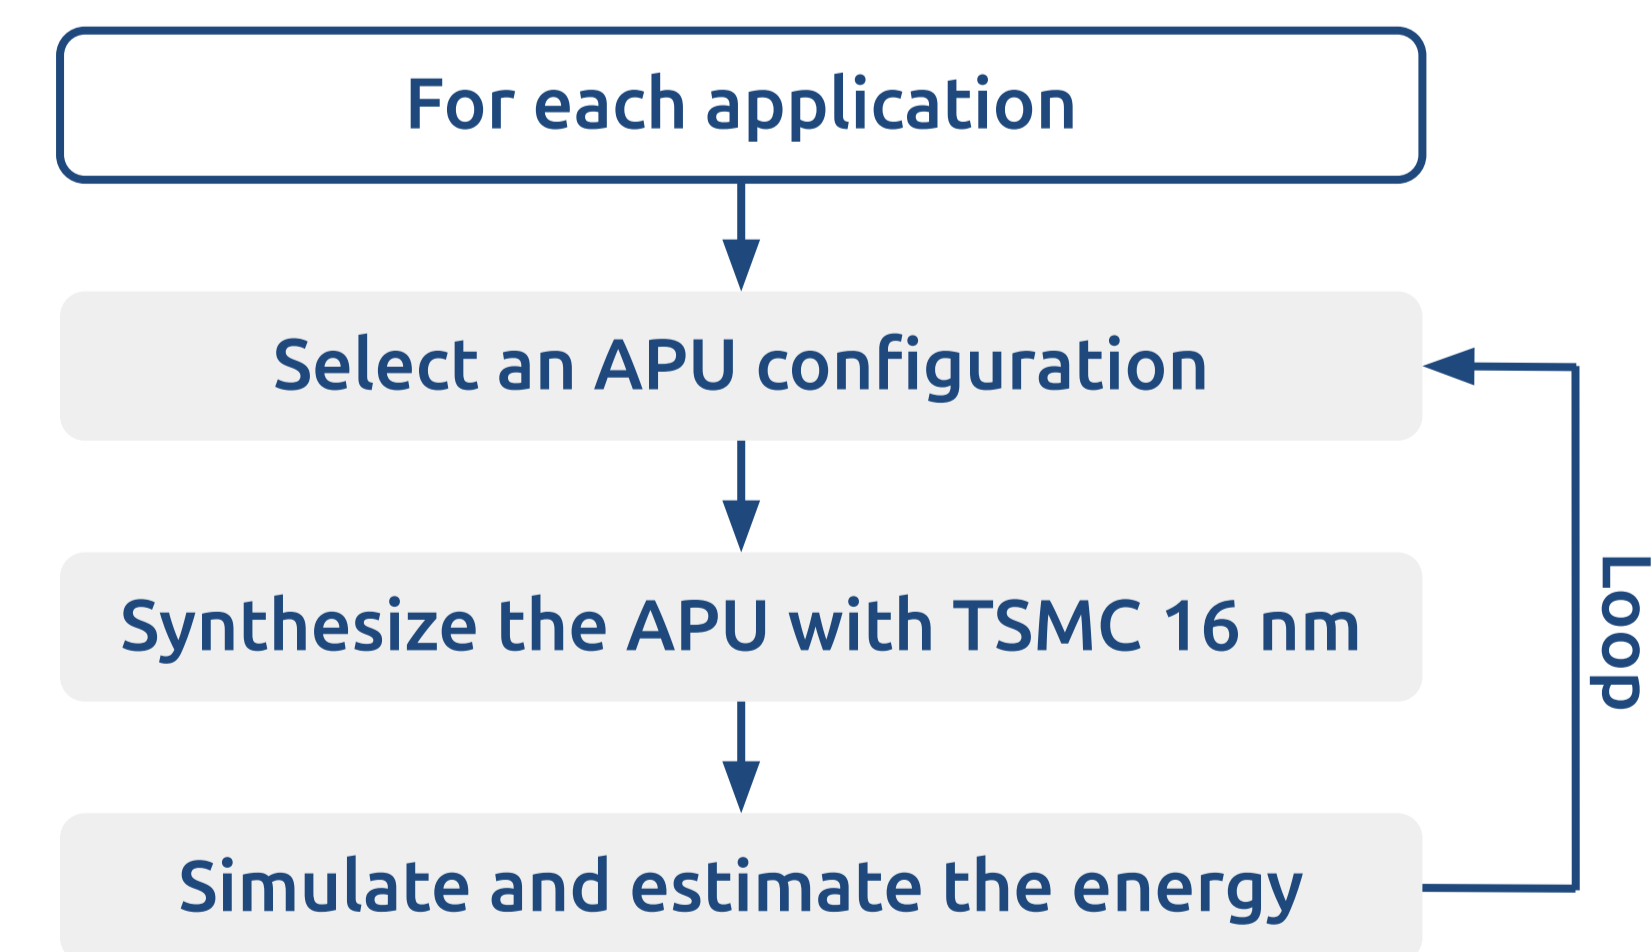 For each application
Select an APU configuration
Synthesize the APU with TSMC 16 nm
Loop
Simulate and estimate the energy